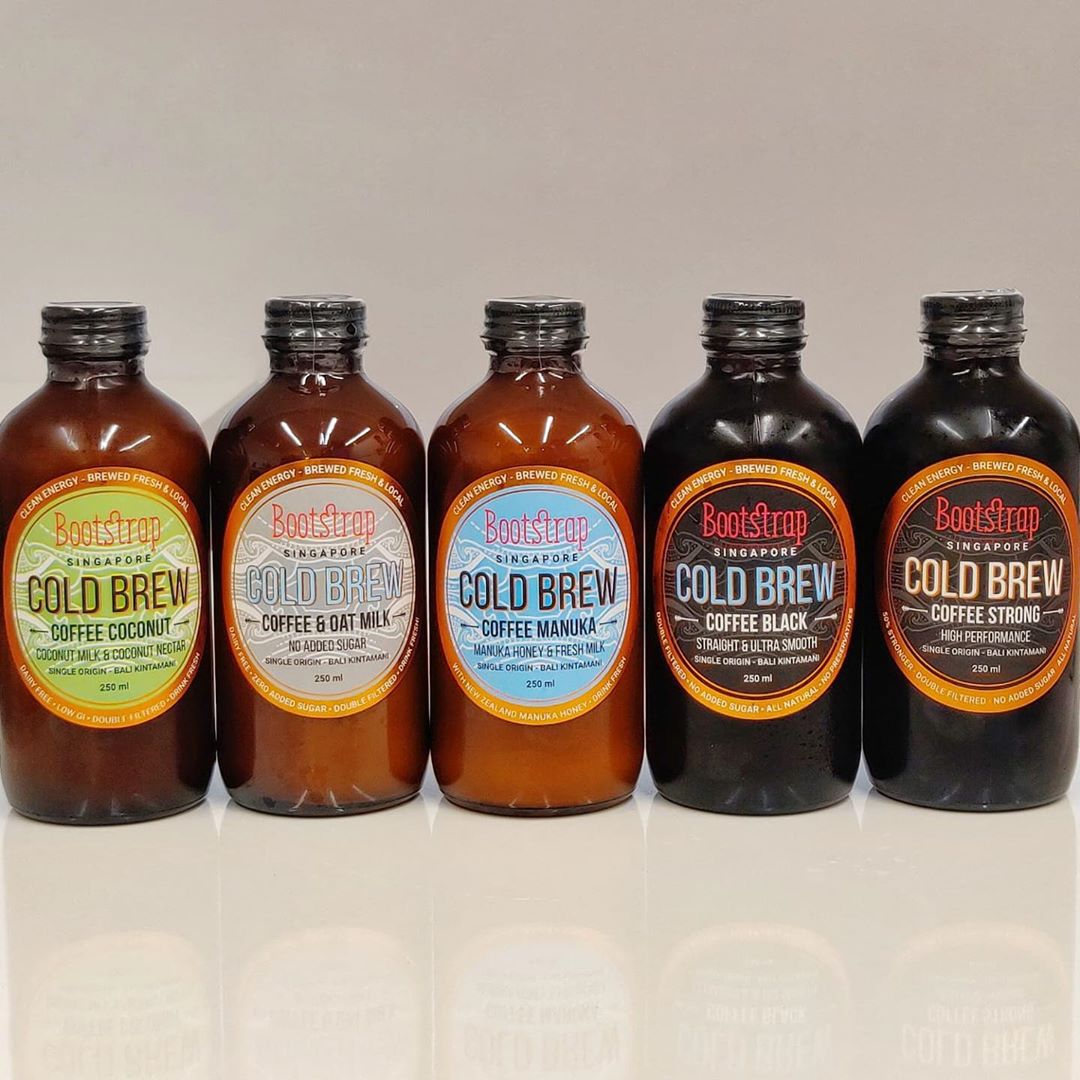 CLEAN ENERGY - BREWED FRESH & LOCAL
Bootstrap
SINGAPORE
COLD BREW
COFFEE COCONUT
COCONUT MILK & COCONUT NECTAR
SINGLE ORIGIN - BALI KINTAMANI
250 ml
DAIRY FREE • LOW GI • DOUBLE FILTERED • DRINK FRESH
CLEAN ENERGY - BREWED FRESH & LOCAL
Bootstrap
SINGAPORE
COLD BREW
COFFEE & OAT MILK
NO ADDED SUGAR
SINGLE ORIGIN - BALI KINTAMANI
250 ml
DAIRY FREE • ZERO ADDED SUGAR • DOUBLE FILTERED • DRINK FRESH!
CLEAN ENERGY - BREWED FRESH & LOCAL
Bootstrap
SINGAPORE
COLD BREW
COFFEE MANUKA
MANUKA HONEY & FRESH MILK
SINGLE ORIGIN - BALI KINTAMANI
250 ml
WITH NEW ZEALAND MANUKA HONEY • DRINK FRESH
CLEAN ENERGY - BREWED FRESH & LOCAL
Bootstrap
SINGAPORE
COLD BREW
COFFEE BLACK
STRAIGHT & ULTRA SMOOTH
SINGLE ORIGIN - BALI KINTAMANI
250 ml
DOUBLE FILTERED • NO ADDED SUGAR • ALL NATURAL • NO PRESERVATIVES
CLEAN ENERGY - BREWED FRESH & LOCAL
Bootstrap
SINGAPORE
COLD BREW
COFFEE STRONG
HIGH PERFORMANCE
SINGLE ORIGIN - BALI KINTAMANI
250 ml
50% STRONGER • DOUBLE FILTERED • NO ADDED SUGAR • ALL NATURAL